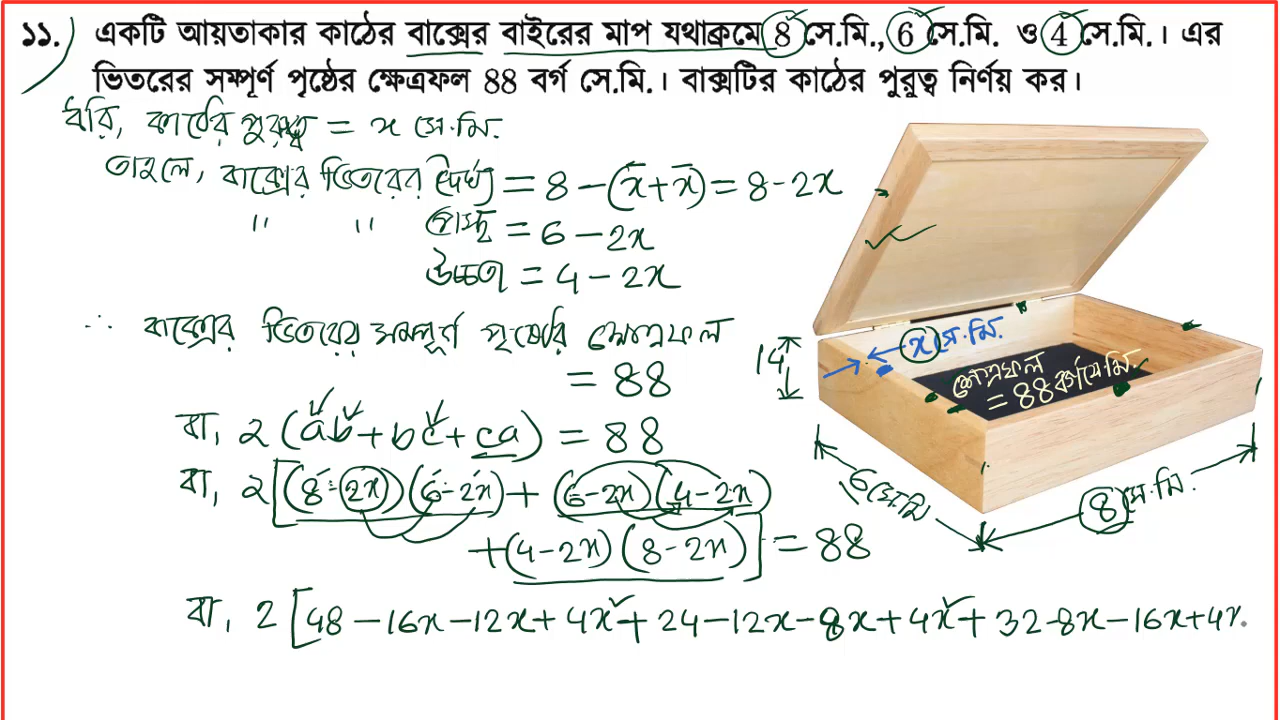 ১১. একটি আয়তাকার কাঠের বাক্সের বাইরের মাপ যথাক্রমে 8 সে.মি., 6 সে.মি. ও 4 সে.মি.। এর
ভিতরের সম্পূর্ণ পৃষ্ঠের ক্ষেত্রফল 88 বর্গ সে.মি.। বাক্সটির কাঠের পুরুত্ব নির্ণয় কর।
ধরি, কাঠের পুরুত্ব = x সে.মি.
তাহলে, বাক্সের ভিতরের দৈর্ঘ্য = 8 - (x + x) = 8 - 2x
" " প্রস্থ = 6 - 2x
উচ্চতা = 4 - 2x
∴ বাক্সের ভিতরের সম্পূর্ণ পৃষ্ঠের ক্ষেত্রফল
= 88
বা, 2 (ab + bc + ca) = 88
বা, 2 [(8 - 2x)(6 - 2x) + (6 - 2x)(4 - 2x)
+ (4 - 2x)(8 - 2x)] = 88
বা, 2 [48 - 16x - 12x + 4x² + 24 - 12x - 8x + 4x² + 32 - 8x - 16x + 4x
x সে.মি.
ক্ষেত্রফল
= 88 বর্গ সে.মি.
6 সে.মি
8 সে.মি.